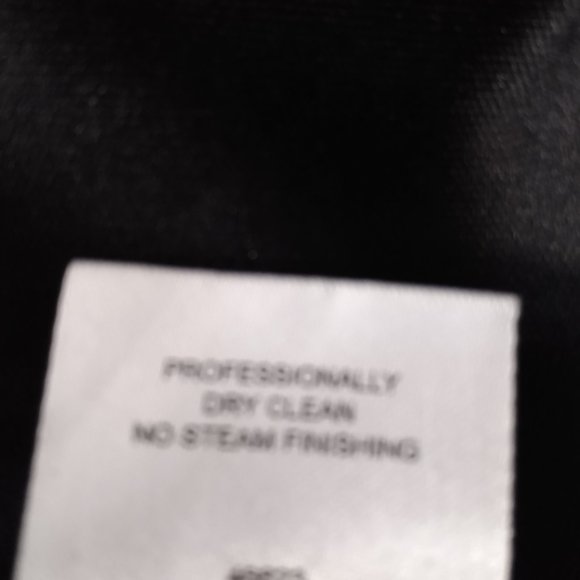 PROFESSIONALLY
DRY CLEAN
NO STEAM FINISHING